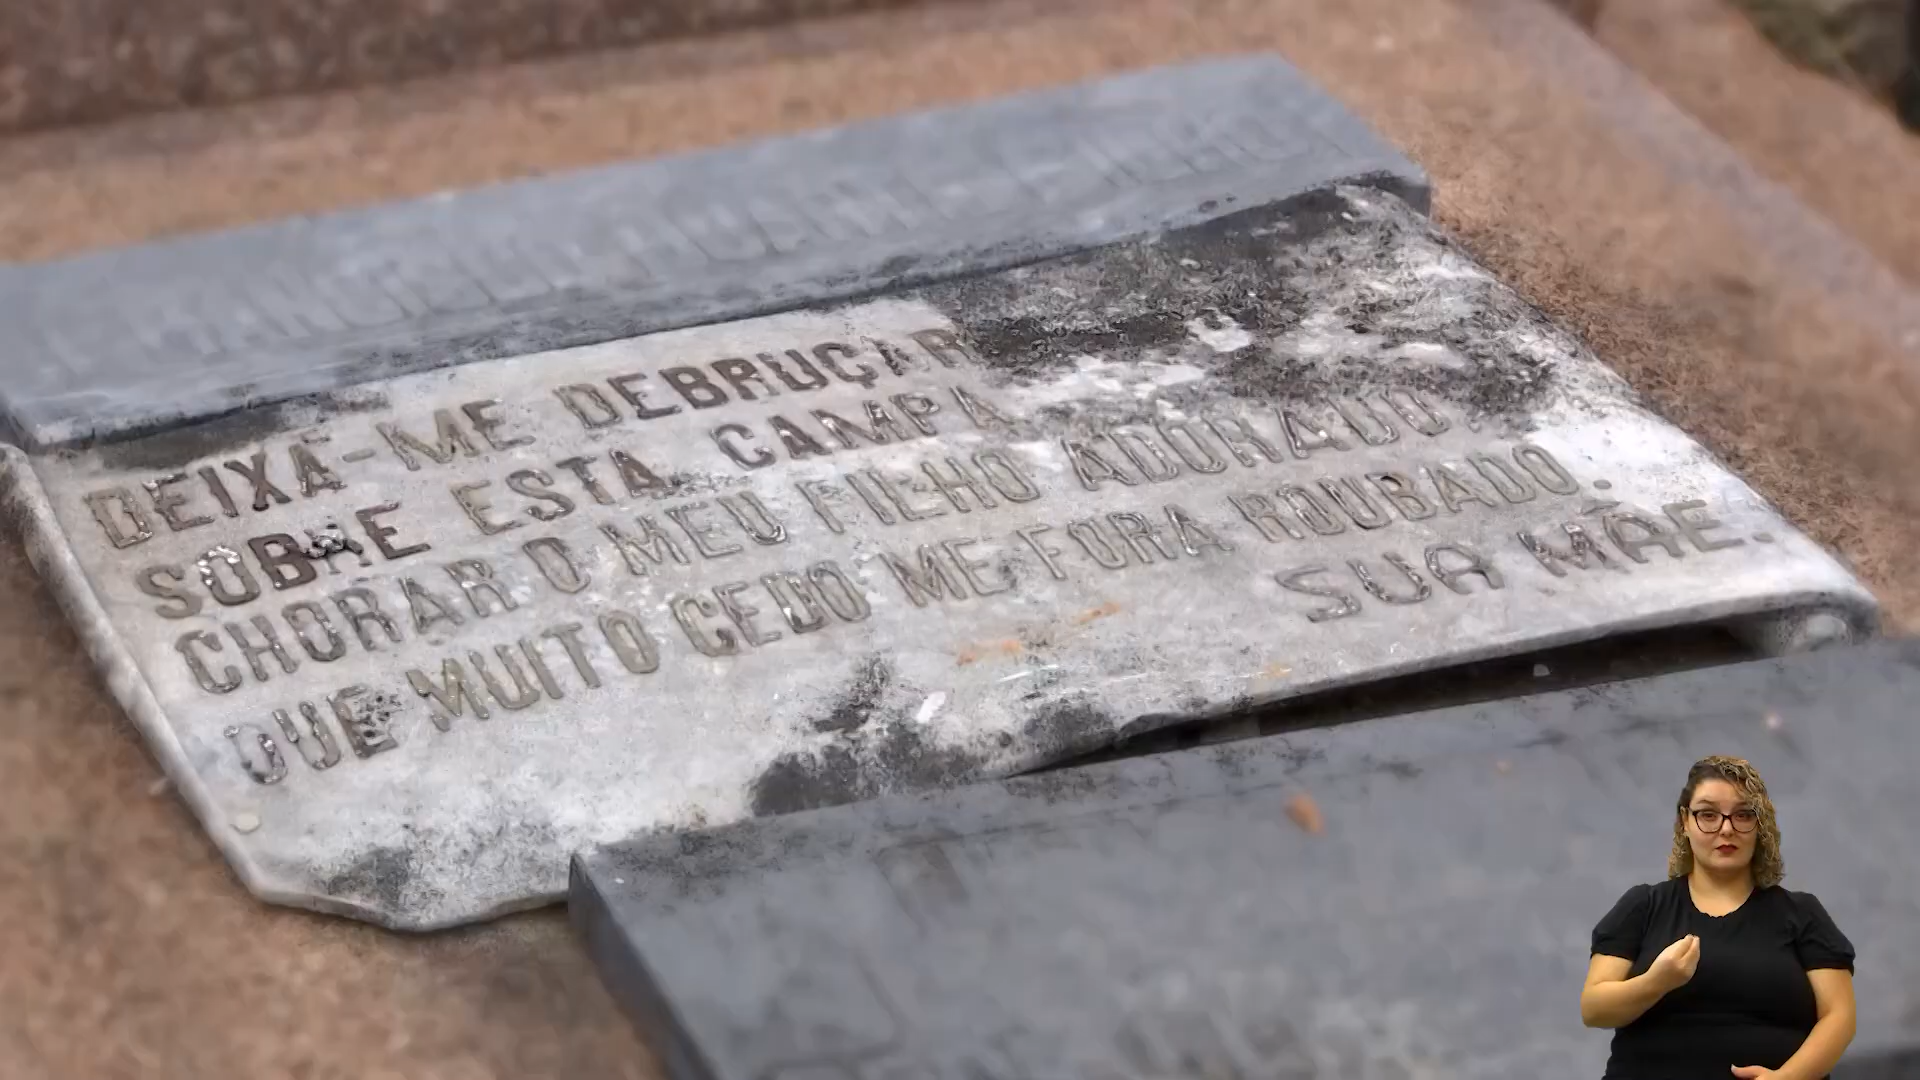 DEIXA-ME DEBRUÇAR
SOBRE ESTA CAMPA
CHORAR O MEU FILHO ADORADO
QUE MUITO CEDO ME FORA ROUBADO.
SUA MÃE.